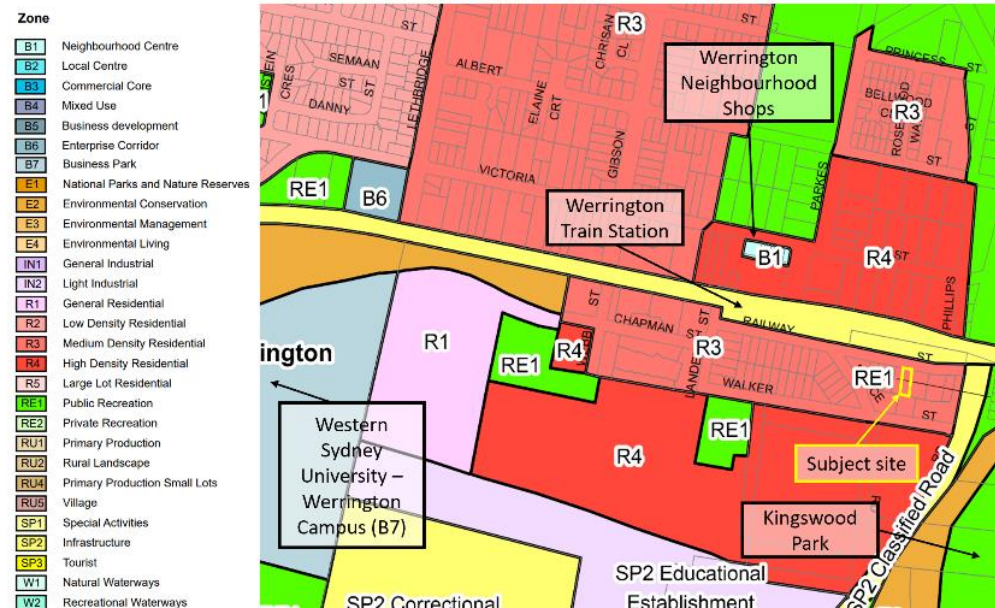 Zone
B1 Neighbourhood Centre
B2 Local Centre
B3 Commercial Core
B4 Mixed Use
B5 Business development
B6 Enterprise Corridor
B7 Business Park
E1 National Parks and Nature Reserves
E2 Environmental Conservation
E3 Environmental Management
E4 Environmental Living
IN1 General Industrial
IN2 Light Industrial
R1 General Residential
R2 Low Density Residential
R3 Medium Density Residential
R4 High Density Residential
R5 Large Lot Residential
RE1 Public Recreation
RE2 Private Recreation
RU1 Primary Production
RU2 Rural Landscape
RU4 Primary Production Small Lots
RU5 Village
SP1 Special Activities
SP2 Infrastructure
SP3 Tourist
W1 Natural Waterways
W2 Recreational Waterways
ST
R3
ST
CHRISAN
CL
SEMAAN
ST
ST
CRES
DANNY
LETHBRIDGE
ALBERT
ELAINE
CRT
GIBSON
VICTORIA
Werrington
Neighbourhood
Shops
PRINCESS
ST
BELLWOOD
R3
ST
ST
PARKES
RE1
B6
Werrington
Train Station
B1
R4
ST
PHILLIPS
ST
CHAPMAN
ST
RAILWAY
R3
ST
WALKER
RE1
ST
R1
R4
RE1
ington
Western
Sydney
University –
Werrington
Campus (B7)
R4
RE1
Subject site
Kingswood
Park
SP2 Classified Road
SP2 Educational
Establishment
SP2 Correctional